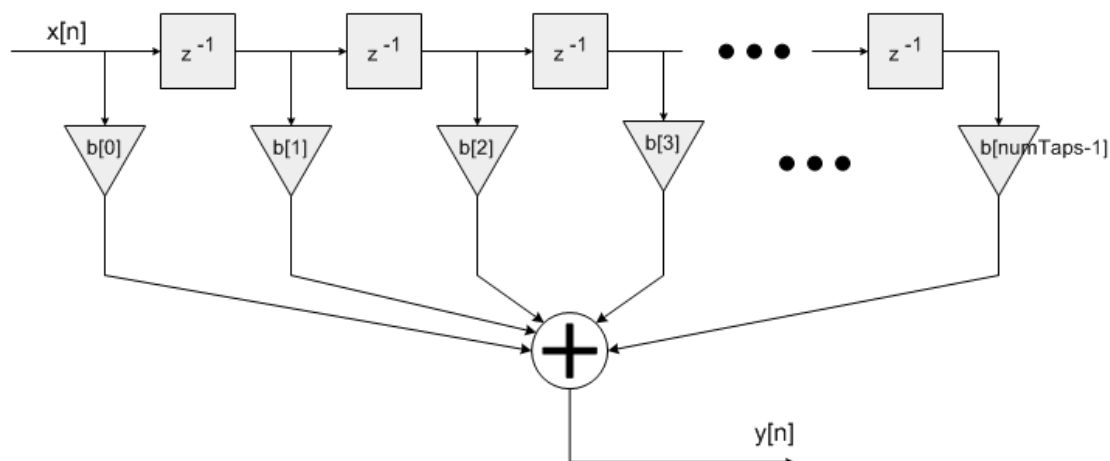 x[n]
z -1
z -1
z -1
z -1
b[0]
b[1]
b[2]
b[3]
b[numTaps-1]
y[n]